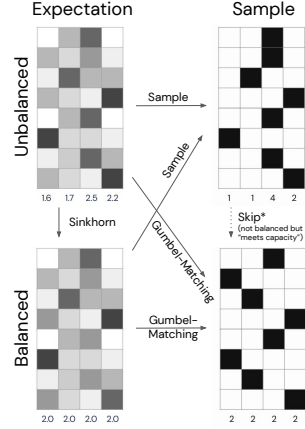 Expectation
Sample
Unbalanced
Sample
1.6 1.7 2.5 2.2
1 1 4 2
Sinkhorn
Sample
Gumbel-Matching
Skip*
(not balanced but
"meets capacity")
Balanced
Gumbel-
Matching
2.0 2.0 2.0 2.0
2 2 2 2